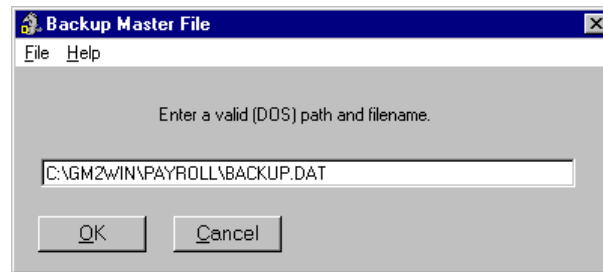 Backup Master File
File Help
Enter a valid (DOS) path and filename.
C:\GM2WIN\PAYROLL\BACKUP.DAT
OK Cancel